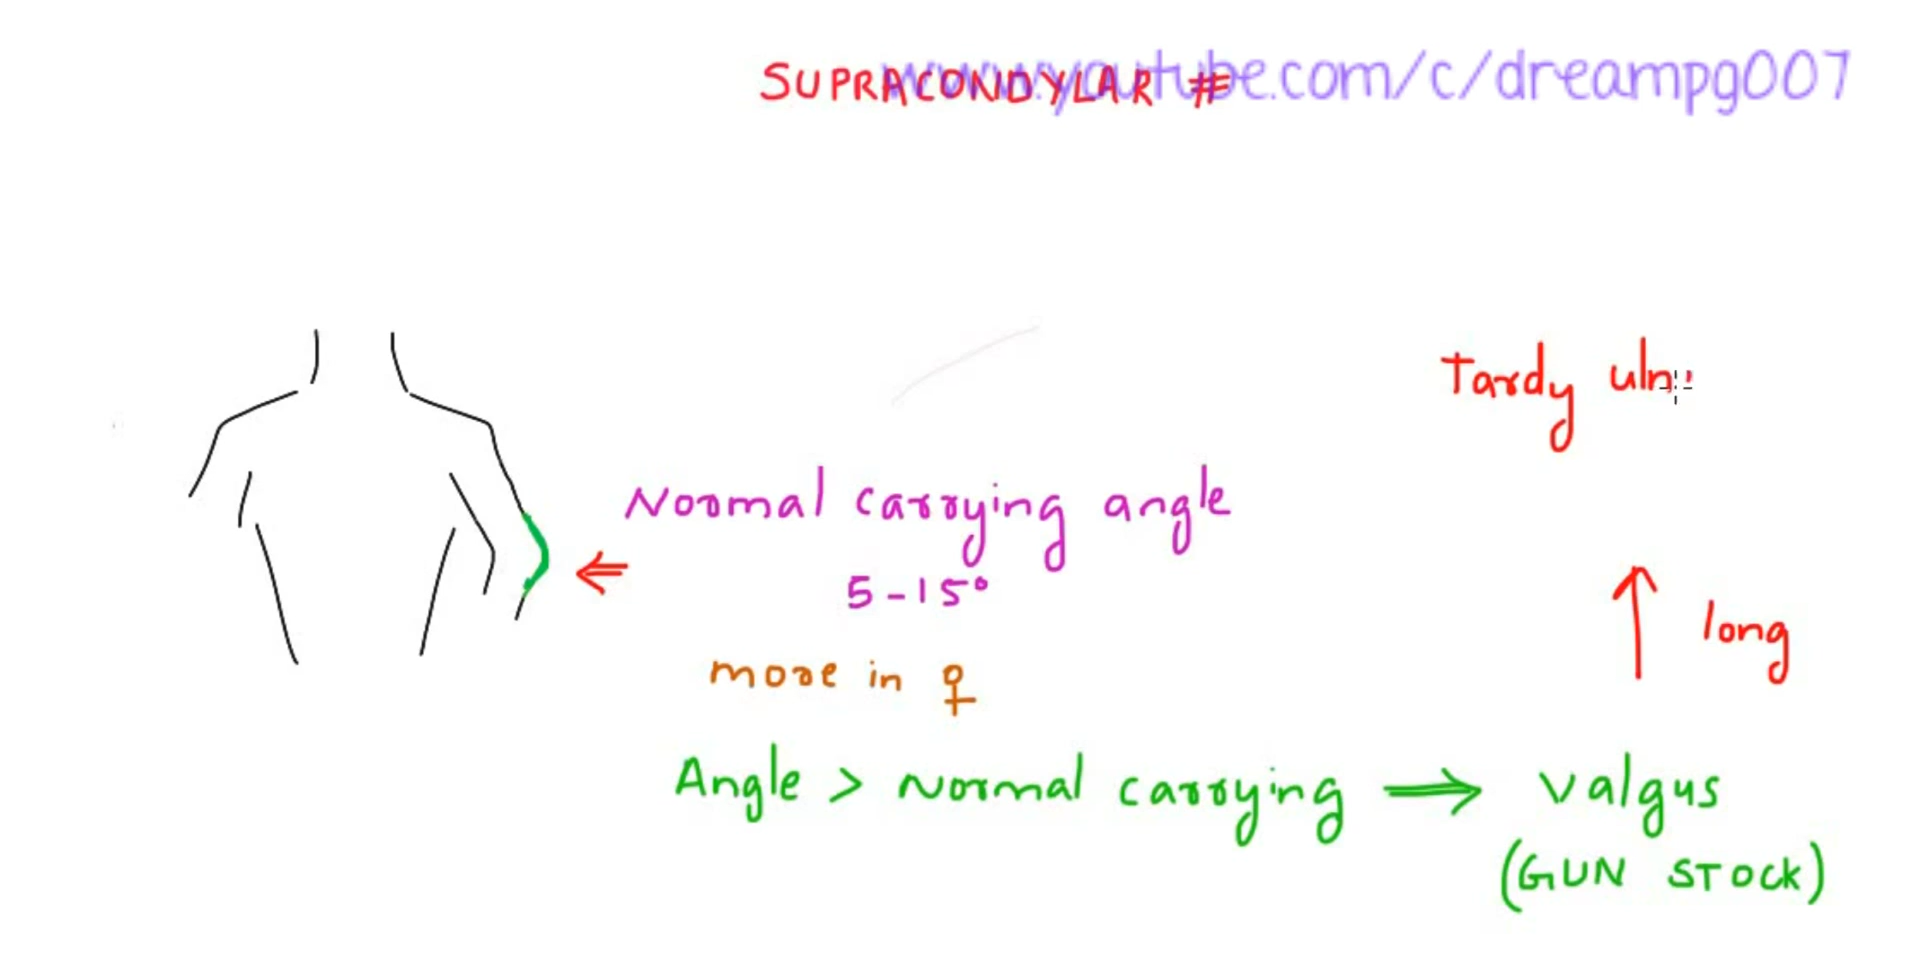 SUPRACONDYLAR #
www.youtube.com/c/dreampg007
Tardy uln
Normal carrying angle
5-15°
long
more in ♀
Angle > Normal carrying ⇒ valgus
(GUN STOCK)